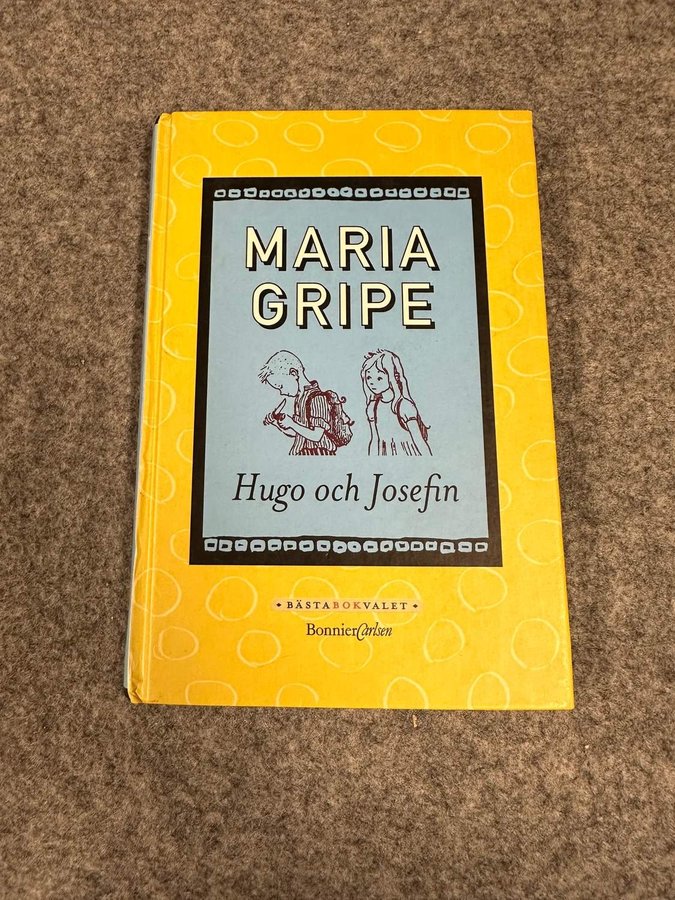 MARIA
GRIPE
Hugo och Josefin
• BÄSTABOKVALET •
BonnierCarlsen